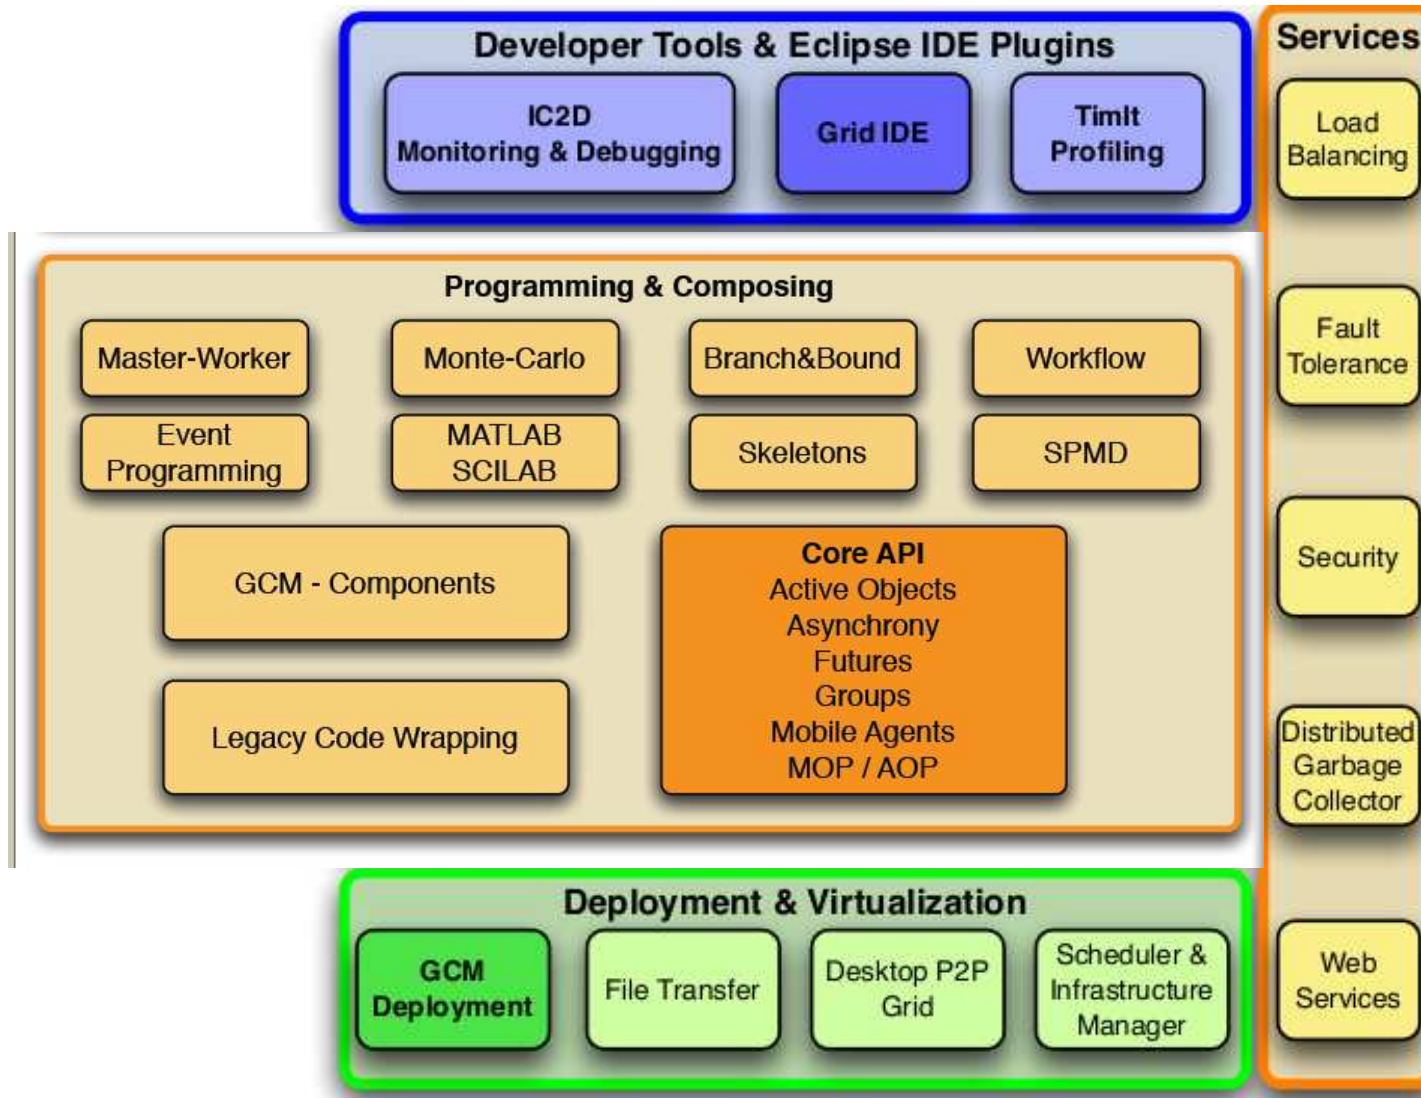 Developer Tools & Eclipse IDE Plugins
IC2D
Monitoring & Debugging
Grid IDE
TimIt
Profiling
Programming & Composing
Master-Worker
Monte-Carlo
Branch&Bound
Workflow
Event
Programming
MATLAB
SCILAB
Skeletons
SPMD
GCM - Components
Legacy Code Wrapping
Core API
Active Objects
Asynchrony
Futures
Groups
Mobile Agents
MOP / AOP
Deployment & Virtualization
GCM
Deployment
File Transfer
Desktop P2P
Grid
Scheduler &
Infrastructure
Manager
Services
Load
Balancing
Fault
Tolerance
Security
Distributed
Garbage
Collector
Web
Services